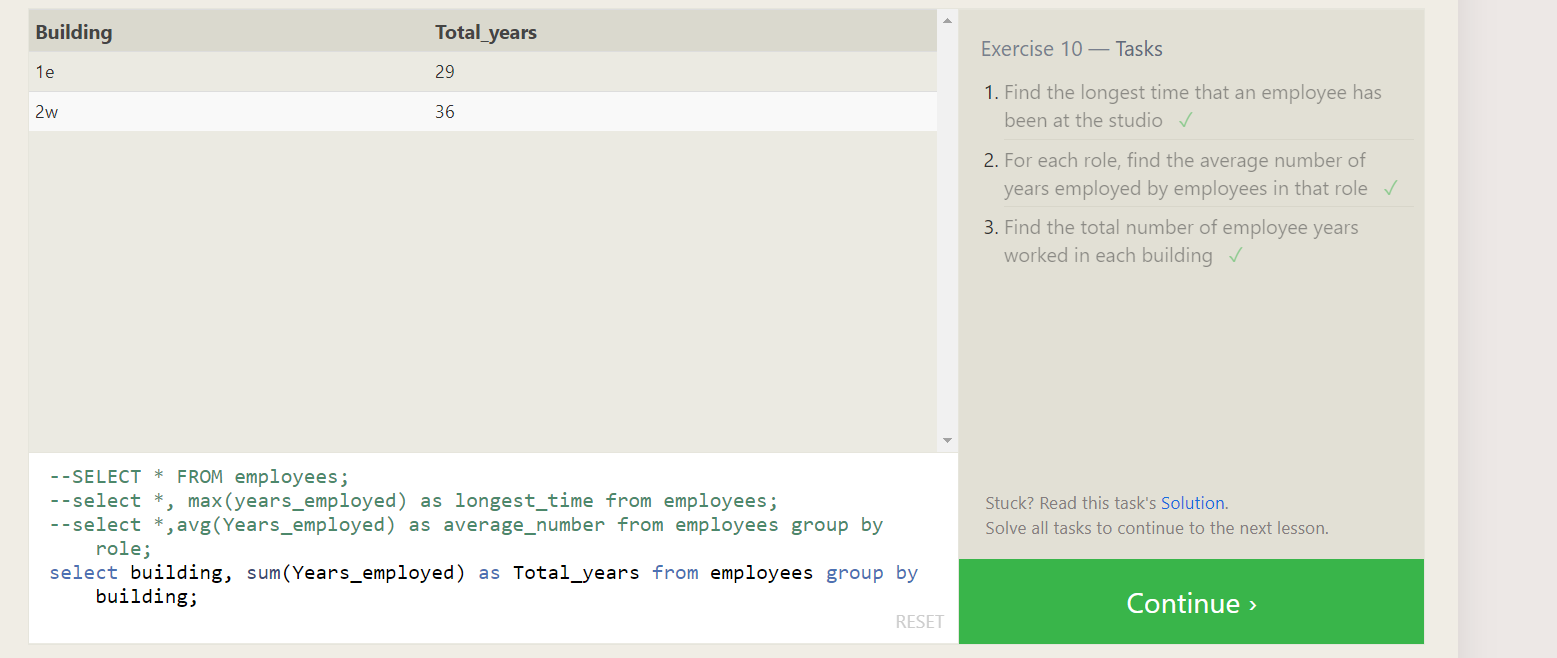 Building Total_years
1e 29
2w 36
--SELECT * FROM employees;
--select *, max(years_employed) as longest_time from employees;
--select *,avg(Years_employed) as average_number from employees group by
role;
select building, sum(Years_employed) as Total_years from employees group by
building;
RESET
Exercise 10 — Tasks
1. Find the longest time that an employee has
been at the studio ✓
2. For each role, find the average number of
years employed by employees in that role ✓
3. Find the total number of employee years
worked in each building ✓
Stuck? Read this task's Solution.
Solve all tasks to continue to the next lesson.
Continue ›